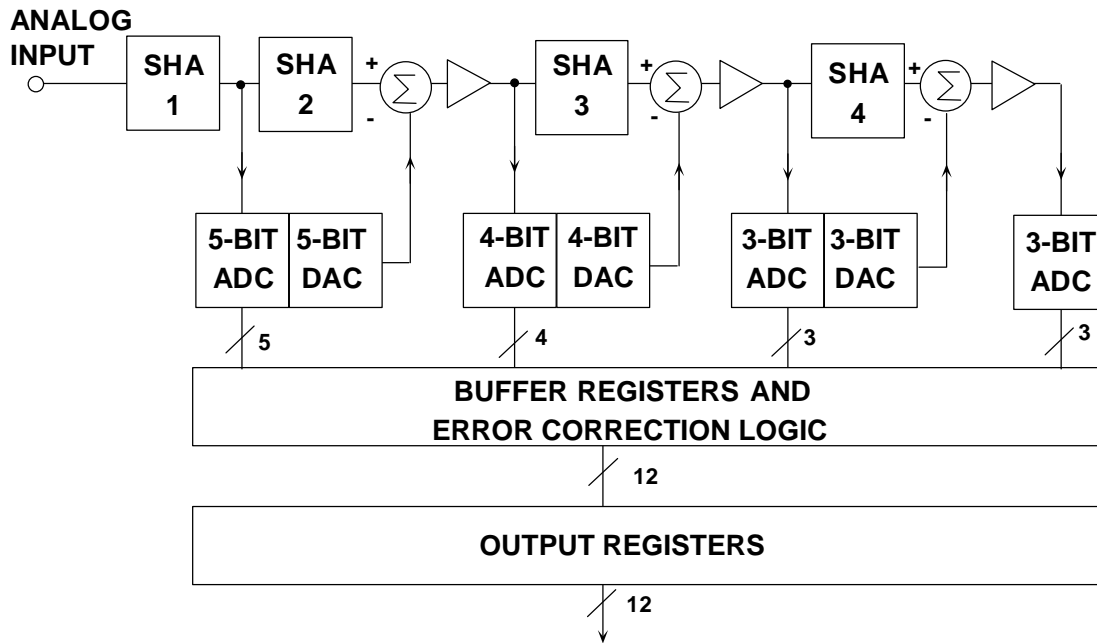 ANALOG
INPUT
SHA
1
SHA
2
+
-
Σ
SHA
3
+
-
Σ
SHA
4
+
-
Σ
5-BIT
ADC
5-BIT
DAC
4-BIT
ADC
4-BIT
DAC
3-BIT
ADC
3-BIT
DAC
3-BIT
ADC
5
4
3
3
BUFFER REGISTERS AND
ERROR CORRECTION LOGIC
12
OUTPUT REGISTERS
12